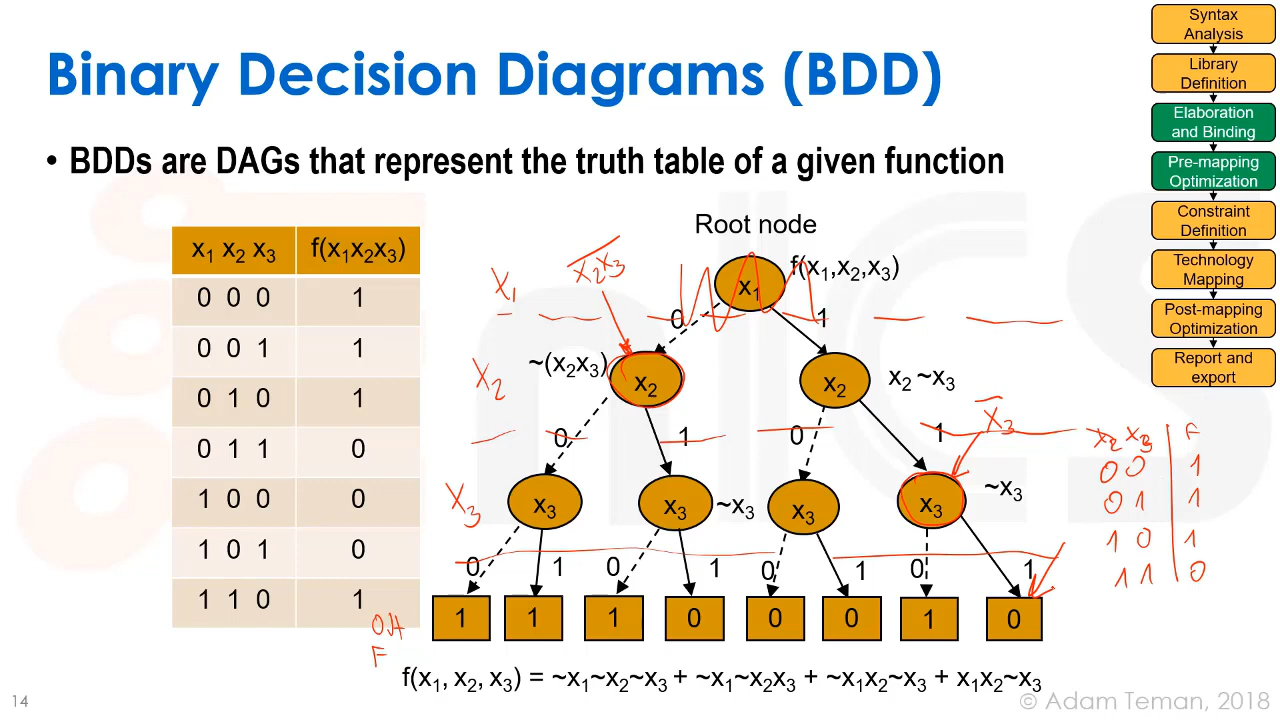 Binary Decision Diagrams (BDD)
• BDDs are DAGs that represent the truth table of a given function
Syntax
Analysis
Library
Definition
Elaboration
and Binding
Pre-mapping
Optimization
Constraint
Definition
Technology
Mapping
Post-mapping
Optimization
Report and
export
x₁ x₂ x₃ f(x₁x₂x₃)
0 0 0 1
0 0 1 1
0 1 0 1
0 1 1 0
1 0 0 0
1 0 1 0
1 1 0 1
Root node
x₁ f(x₁,x₂,x₃)
X₁
X₂X₃
0 1
~(x₂x₃) x₂ x₂ x₂ ~x₃
X₂
0 1 0 1
X₃
x₃ x₃ ~x₃ x₃ x₃ ~x₃
X₃
0 1 0 1 0 1 0 1
1 1 1 0 0 0 1 0
F
x₂ x₃ F
0 0 1
0 1 1
1 0 1
1 1 0
f(x₁, x₂, x₃) = ~x₁~x₂~x₃ + ~x₁~x₂x₃ + ~x₁x₂~x₃ + x₁x₂~x₃
14
© Adam Teman, 2018